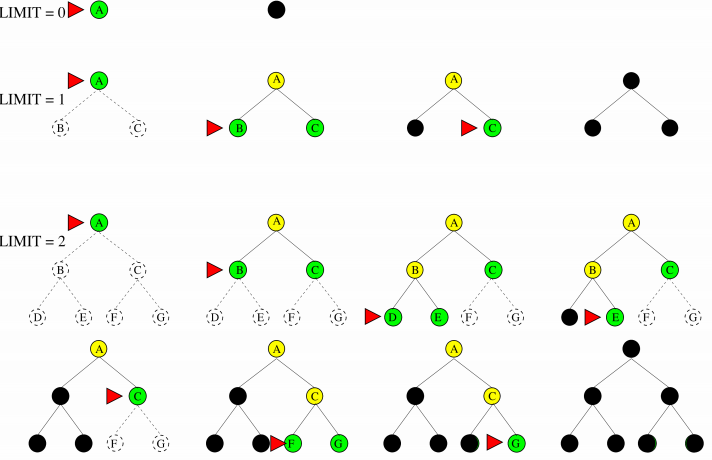 LIMIT = 0 A
A A A
LIMIT = 1
B C B C C
A A A A
LIMIT = 2
B C B C B C B C
D E F G D E F G D E F G E F G
A A A
C C C
F G F G G